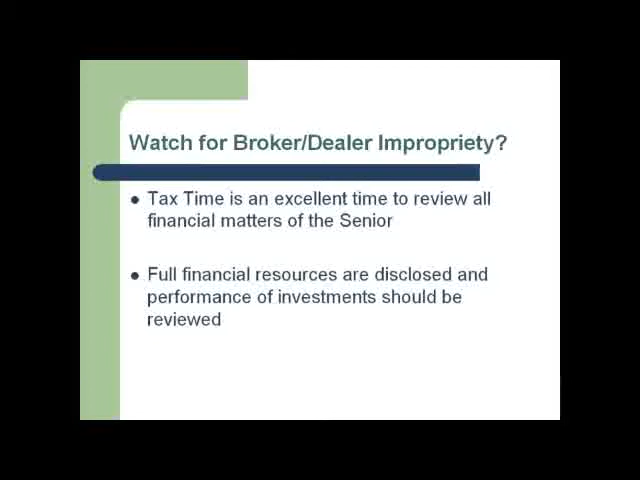 Watch for Broker/Dealer Impropriety?
Tax Time is an excellent time to review all
financial matters of the Senior
Full financial resources are disclosed and
performance of investments should be
reviewed